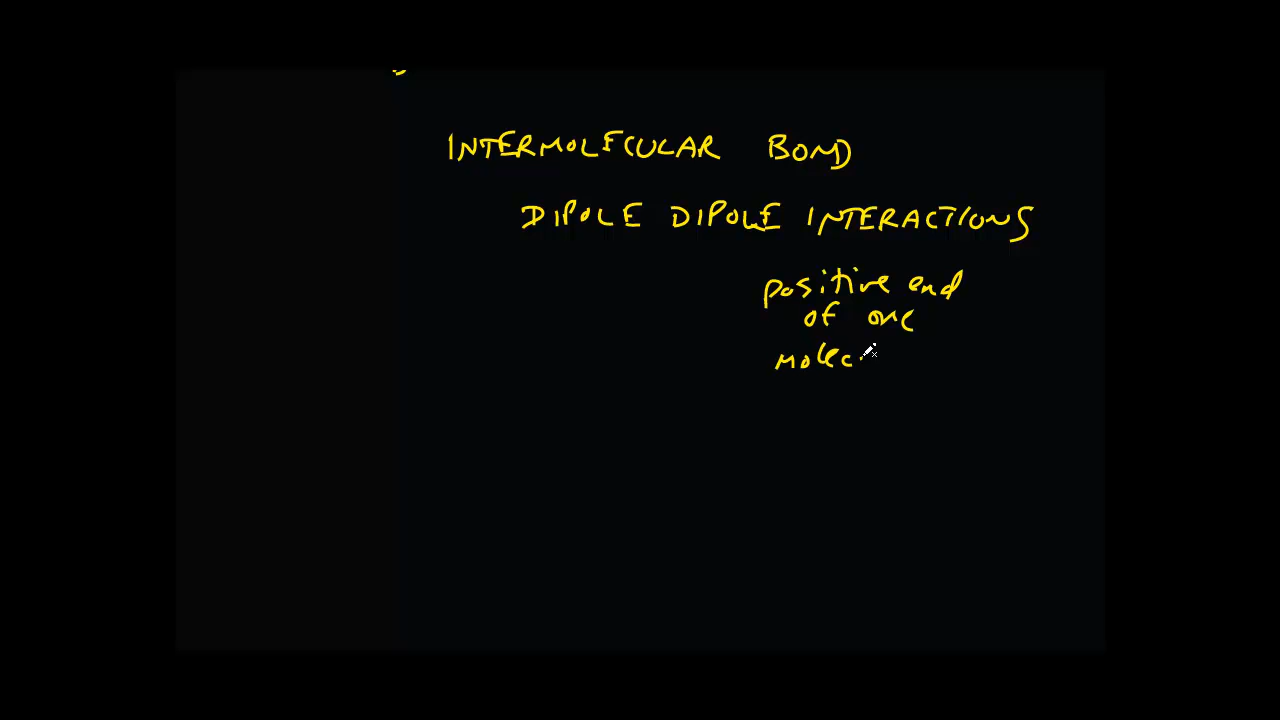 INTERMOLECULAR BOND
DIPOLE DIPOLE INTERACTIONS
positive end
of one
molec